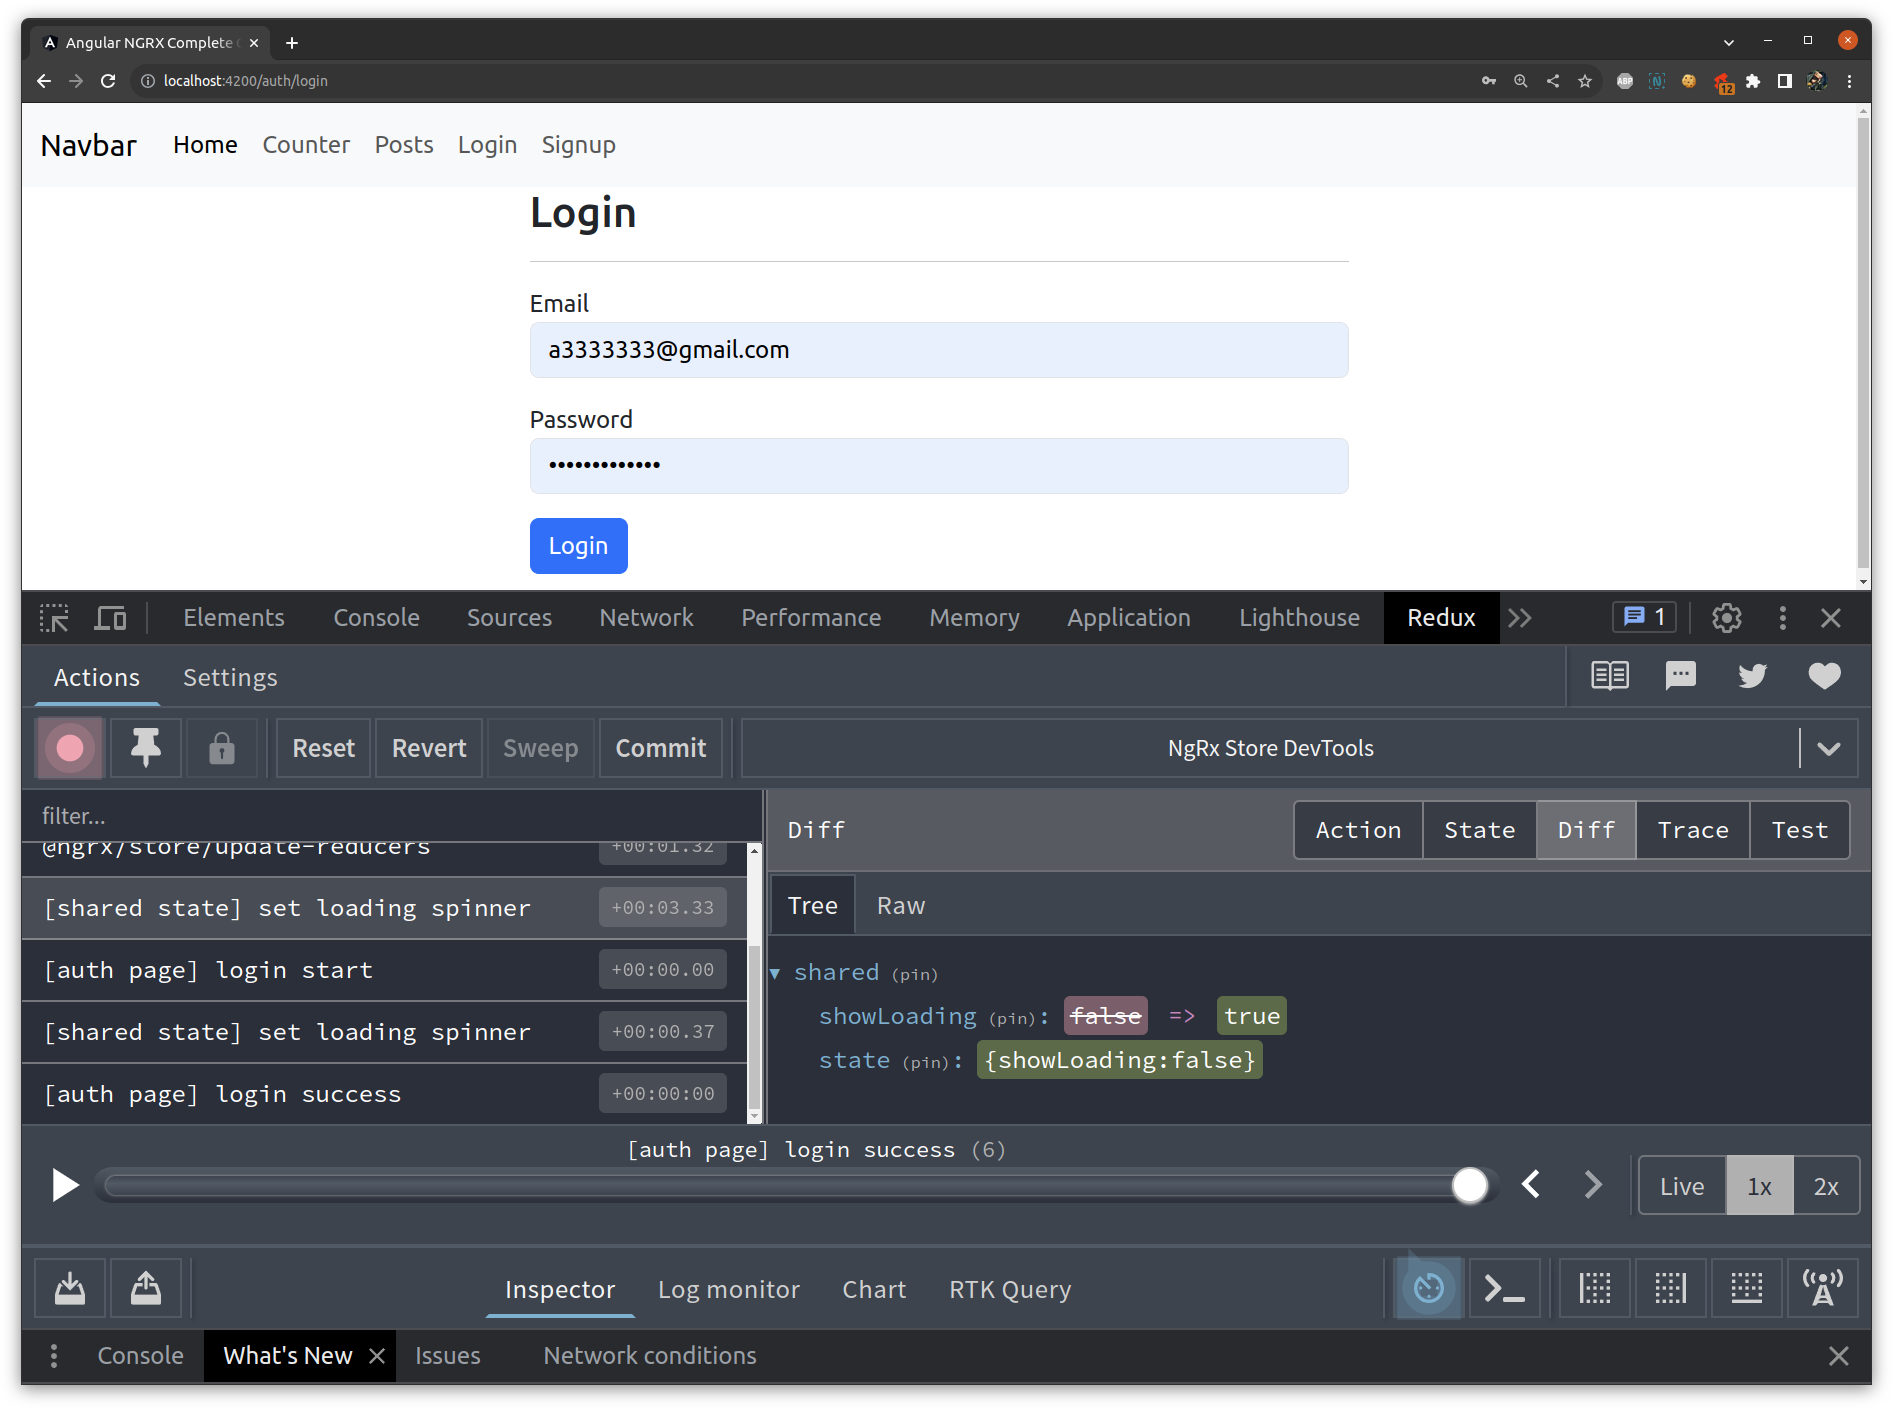 Angular NGRX Complete
localhost:4200/auth/login
ABP
N
12
Navbar Home Counter Posts Login Signup
Login
Email
a3333333@gmail.com
Password
•••••••••••••
Login
Elements Console Sources Network Performance Memory Application Lighthouse Redux 1
Actions Settings
Reset Revert Sweep Commit NgRx Store DevTools
filter...
@ngrx/store/update-reducers +00:01.32
[shared state] set loading spinner +00:03.33
[auth page] login start +00:00.00
[shared state] set loading spinner +00:00.37
[auth page] login success +00:00:00
Diff Action State Diff Trace Test
Tree Raw
shared (pin)
showLoading (pin): false => true
state (pin): {showLoading:false}
[auth page] login success (6)
Live 1x 2x
Inspector Log monitor Chart RTK Query
Console What's New Issues Network conditions